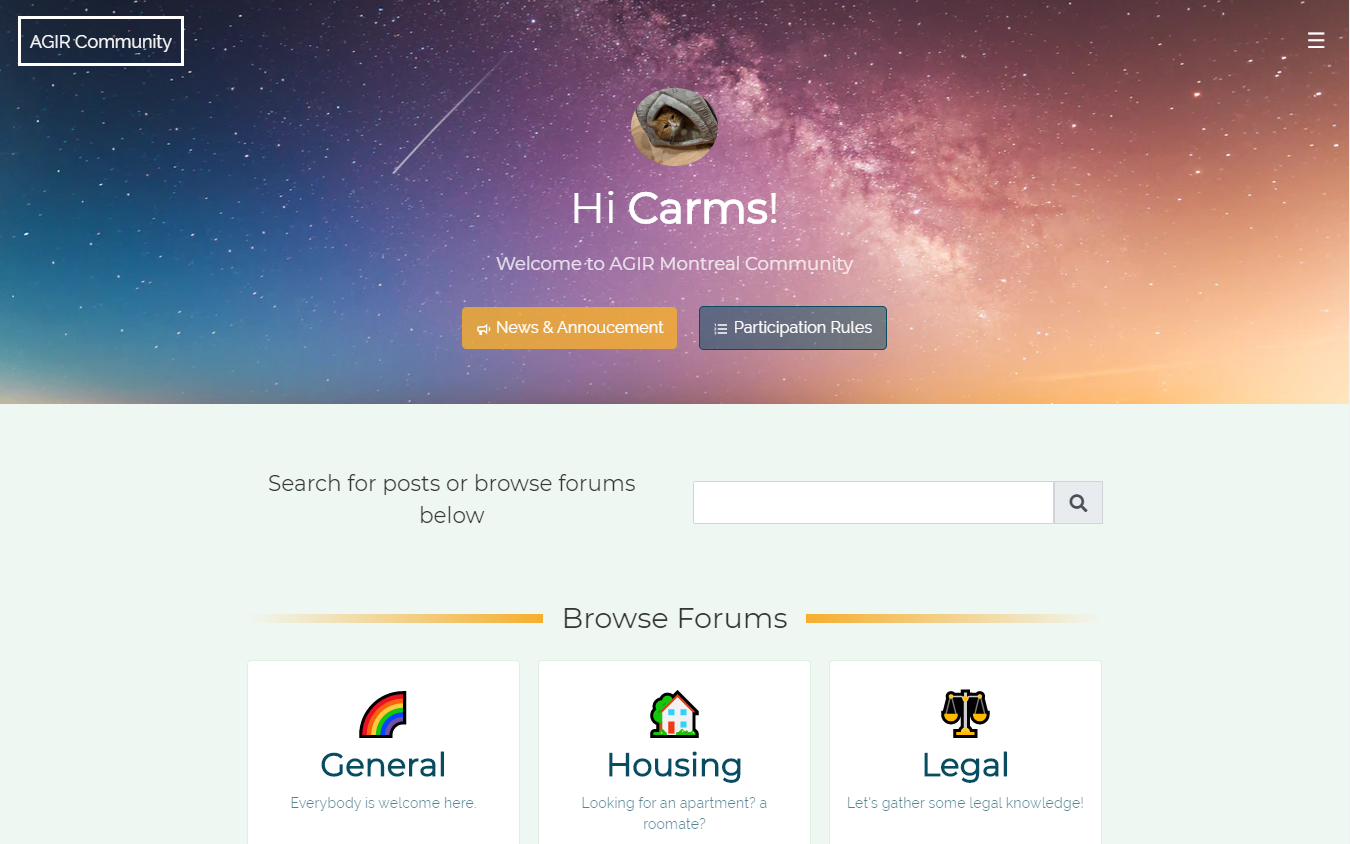 AGIR Community
Hi Carms!
Welcome to AGIR Montreal Community
News & Annoucement
Participation Rules
Search for posts or browse forums
below
Browse Forums
General
Everybody is welcome here.
Housing
Looking for an apartment? a
roomate?
Legal
Let's gather some legal knowledge!